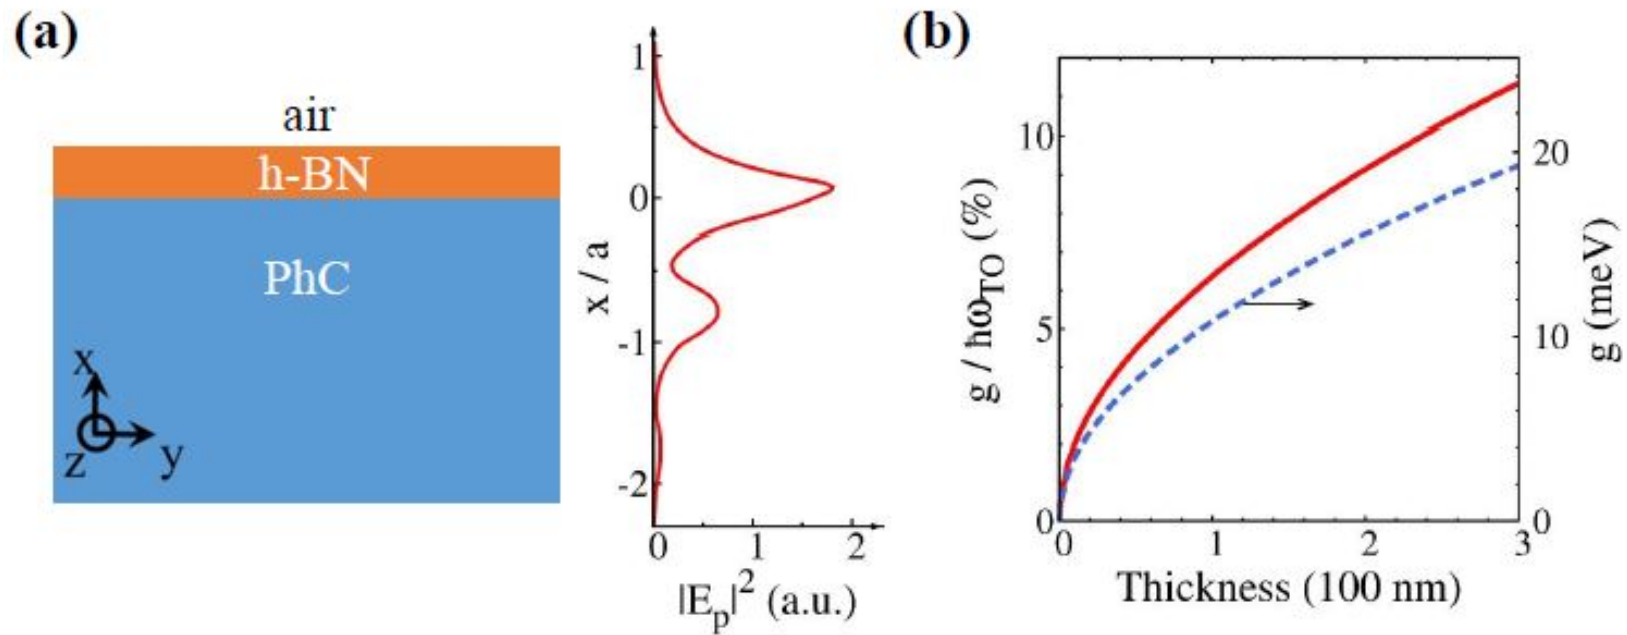 (a)
air
h-BN
PhC
x
z
y
x / a
1
0
-1
-2
0
1
2
|E_p|^2 (a.u.)
(b)
g / ħω_TO (%)
10
5
0
0
1
2
3
Thickness (100 nm)
20
10
0
g (meV)